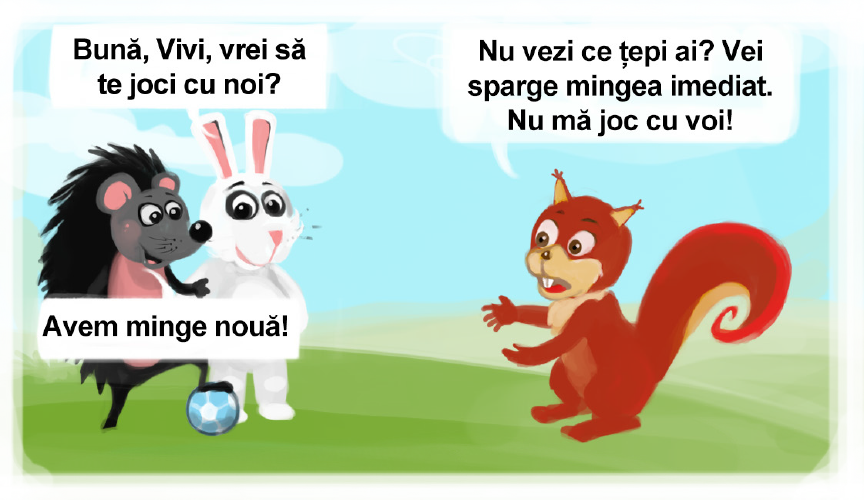 Bună, Vivi, vrei să
te joci cu noi?
Avem minge nouă!
Nu vezi ce țepi ai? Vei
sparge mingea imediat.
Nu mă joc cu voi!